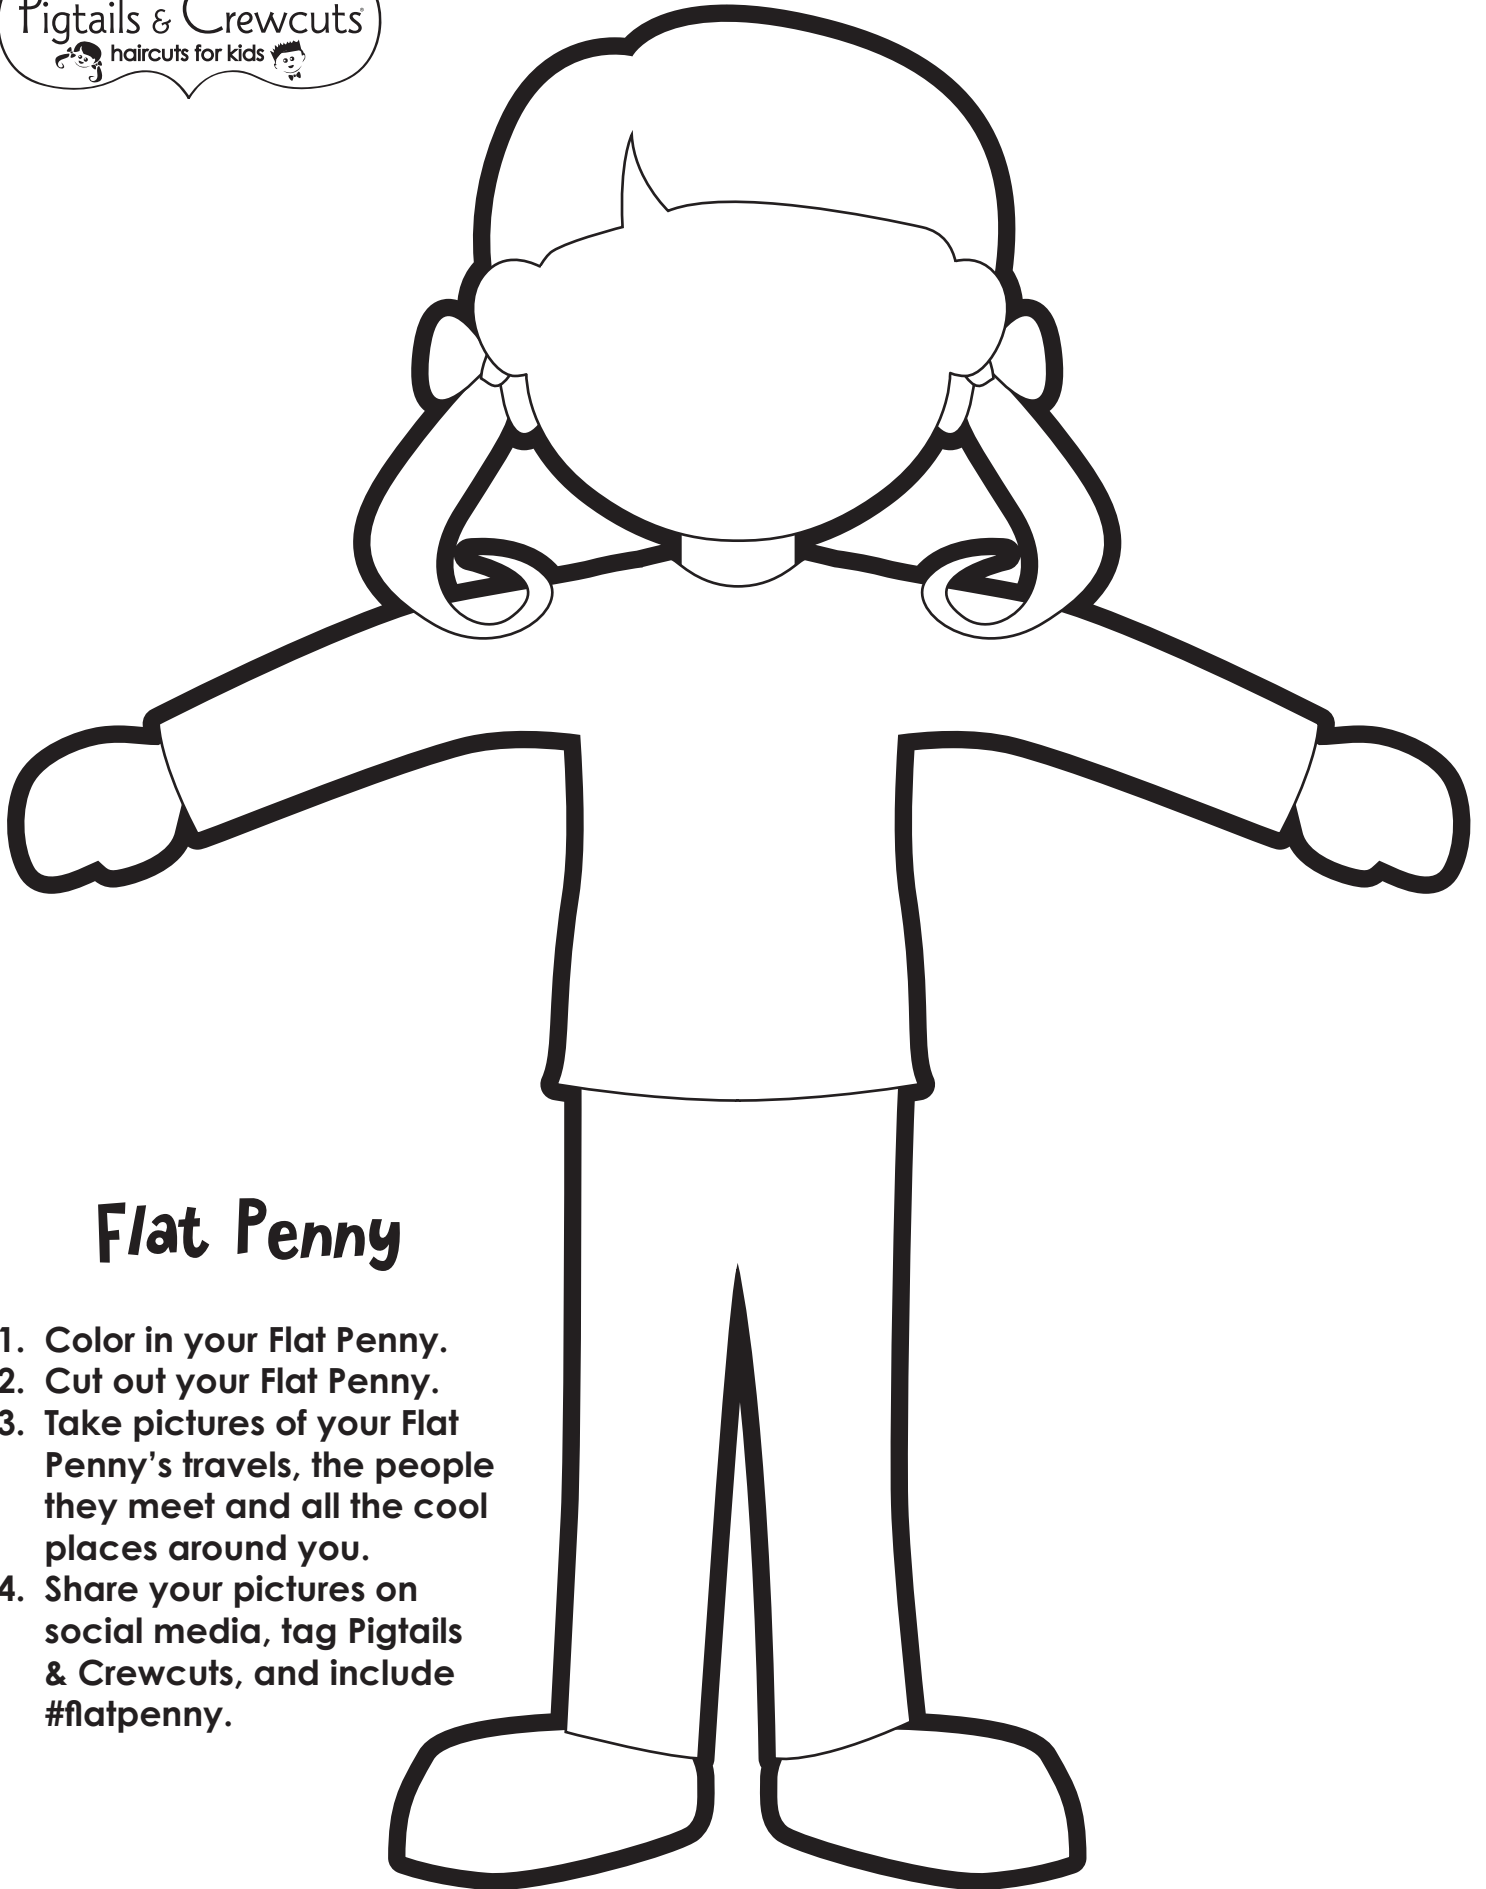 Pigtails & Crewcuts®
haircuts for kids
Flat Penny
1. Color in your Flat Penny.
2. Cut out your Flat Penny.
3. Take pictures of your Flat
Penny’s travels, the people
they meet and all the cool
places around you.
4. Share your pictures on
social media, tag Pigtails
& Crewcuts, and include
#flatpenny.